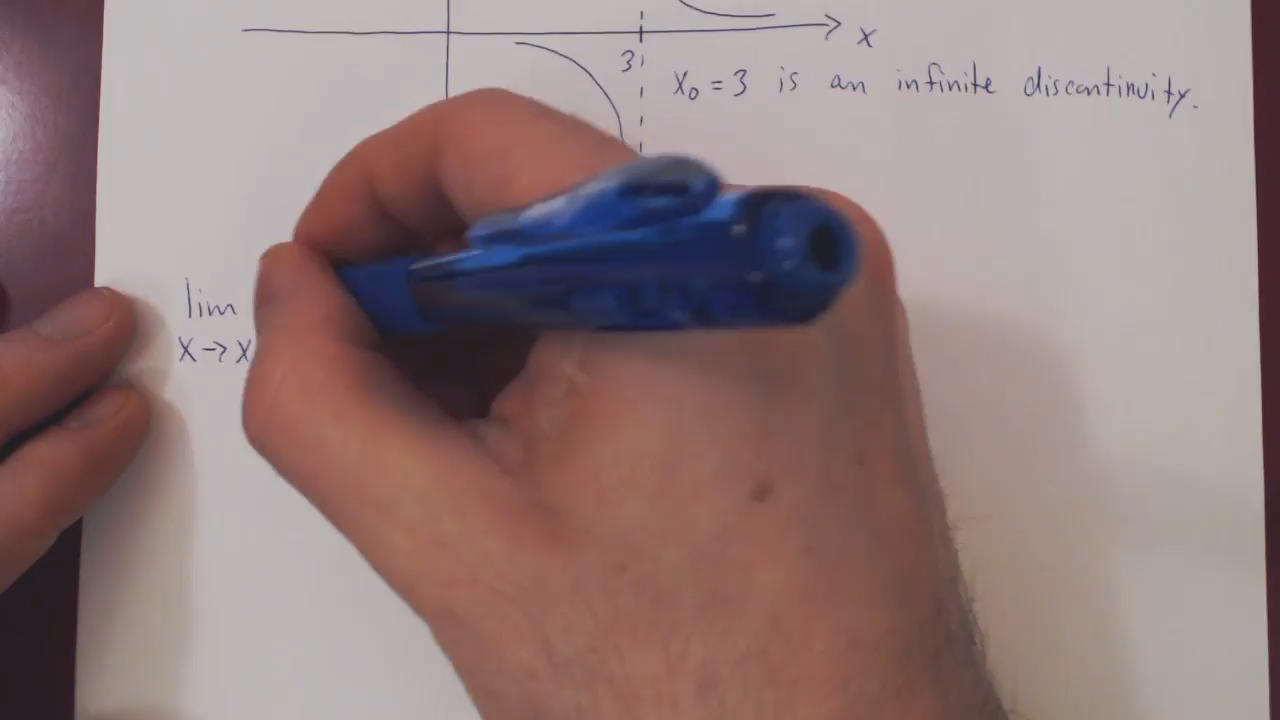 x
3
x₀ = 3 is an infinite discontinuity.
lim
x→x